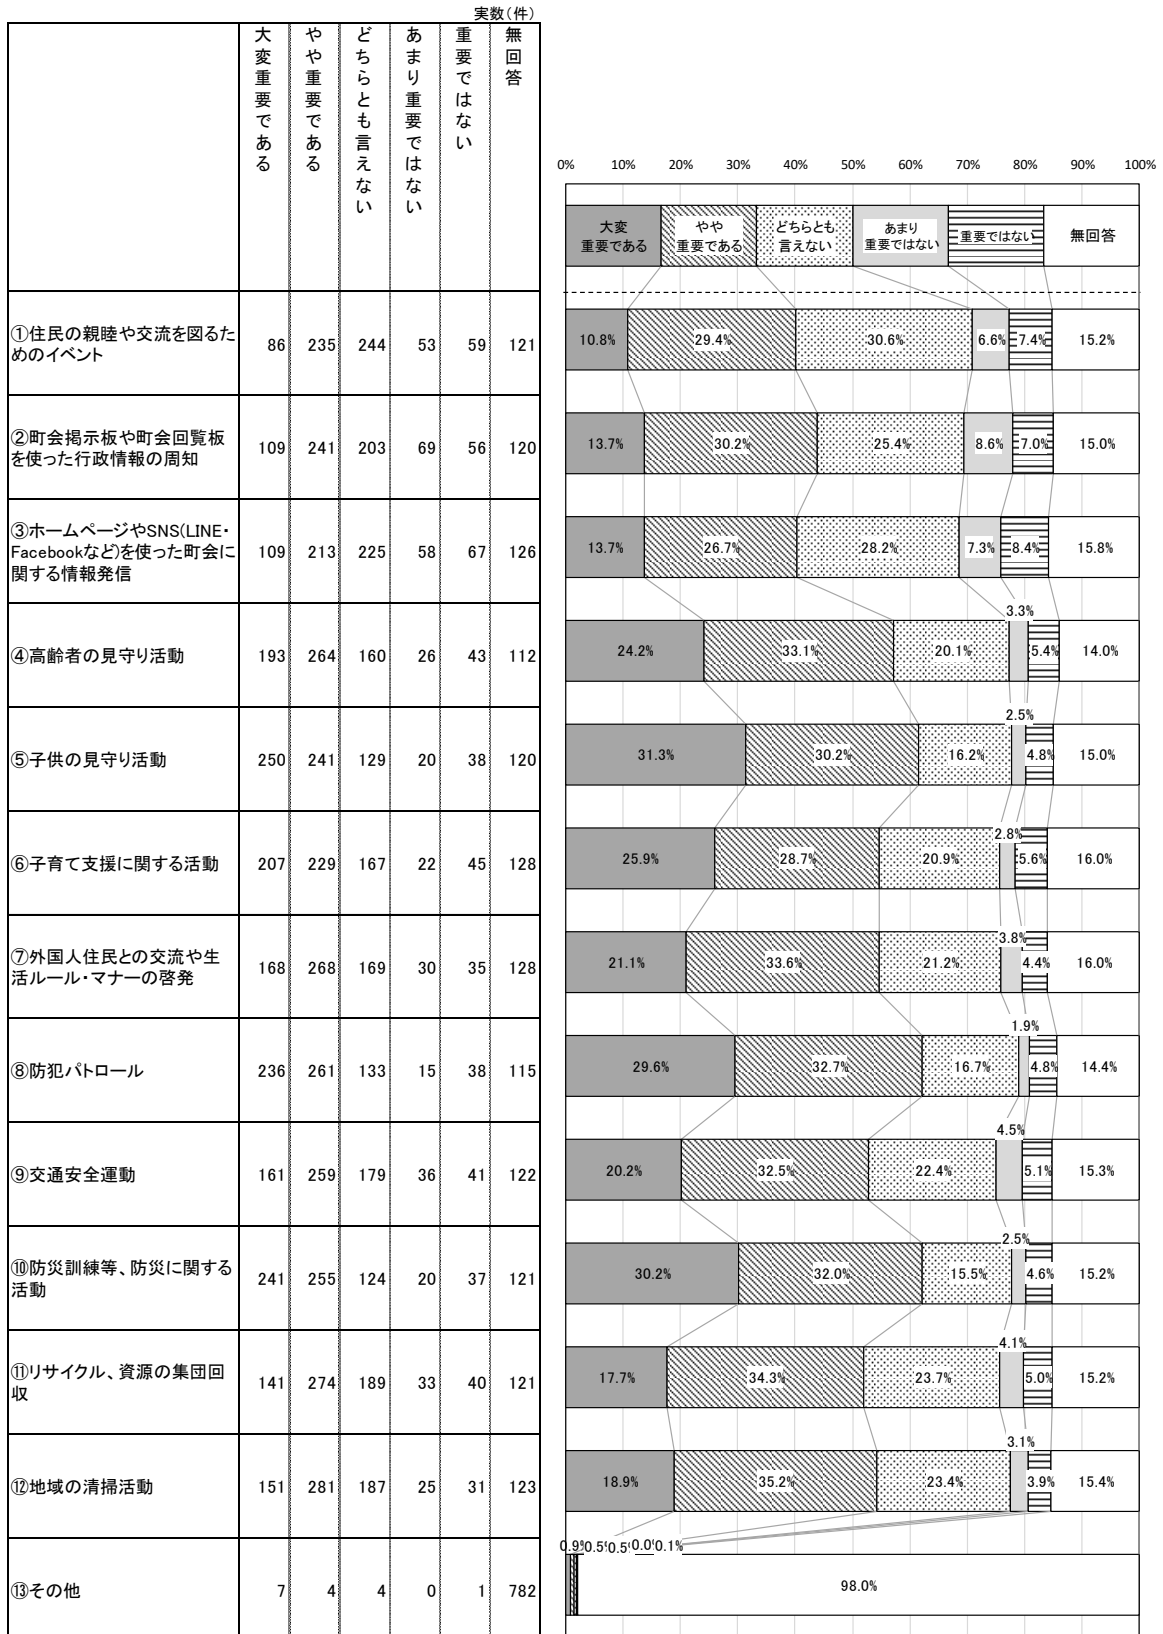 実数(件)
大変重要である
やや重要である
どちらとも言えない
あまり重要ではない
重要ではない
無回答
0% 10% 20% 30% 40% 50% 60% 70% 80% 90% 100%
大変
重要である
やや
重要である
どちらとも
言えない
あまり
重要ではない
重要ではない
無回答
①住民の親睦や交流を図るた
めのイベント
86 235 244 53 59 121
10.8% 29.4% 30.6% 6.6% 7.4% 15.2%
②町会掲示板や町会回覧板
を使った行政情報の周知
109 241 203 69 56 120
13.7% 30.2% 25.4% 8.6% 7.0% 15.0%
③ホームページやSNS(LINE・
Facebookなど)を使った町会に
関する情報発信
109 213 225 58 67 126
13.7% 26.7% 28.2% 7.3% 8.4% 15.8%
④高齢者の見守り活動
193 264 160 26 43 112
24.2% 33.1% 20.1% 3.3% 5.4% 14.0%
⑤子供の見守り活動
250 241 129 20 38 120
31.3% 30.2% 16.2% 2.5% 4.8% 15.0%
⑥子育て支援に関する活動
207 229 167 22 45 128
25.9% 28.7% 20.9% 2.8% 5.6% 16.0%
⑦外国人住民との交流や生
活ルール・マナーの啓発
168 268 169 30 35 128
21.1% 33.6% 21.2% 3.8% 4.4% 16.0%
⑧防犯パトロール
236 261 133 15 38 115
29.6% 32.7% 16.7% 1.9% 4.8% 14.4%
⑨交通安全運動
161 259 179 36 41 122
20.2% 32.5% 22.4% 4.5% 5.1% 15.3%
⑩防災訓練等、防災に関する
活動
241 255 124 20 37 121
30.2% 32.0% 15.5% 2.5% 4.6% 15.2%
⑪リサイクル、資源の集団回
収
141 274 189 33 40 121
17.7% 34.3% 23.7% 4.1% 5.0% 15.2%
⑫地域の清掃活動
151 281 187 25 31 123
18.9% 35.2% 23.4% 3.1% 3.9% 15.4%
⑬その他
7 4 4 0 1 782
0.9% 0.5% 0.5% 0.0% 0.1% 98.0%